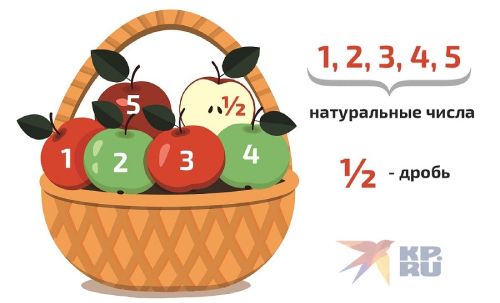 5
½
1
2
3
4
1, 2, 3, 4, 5
натуральные числа
½ - дробь
KP.
RU